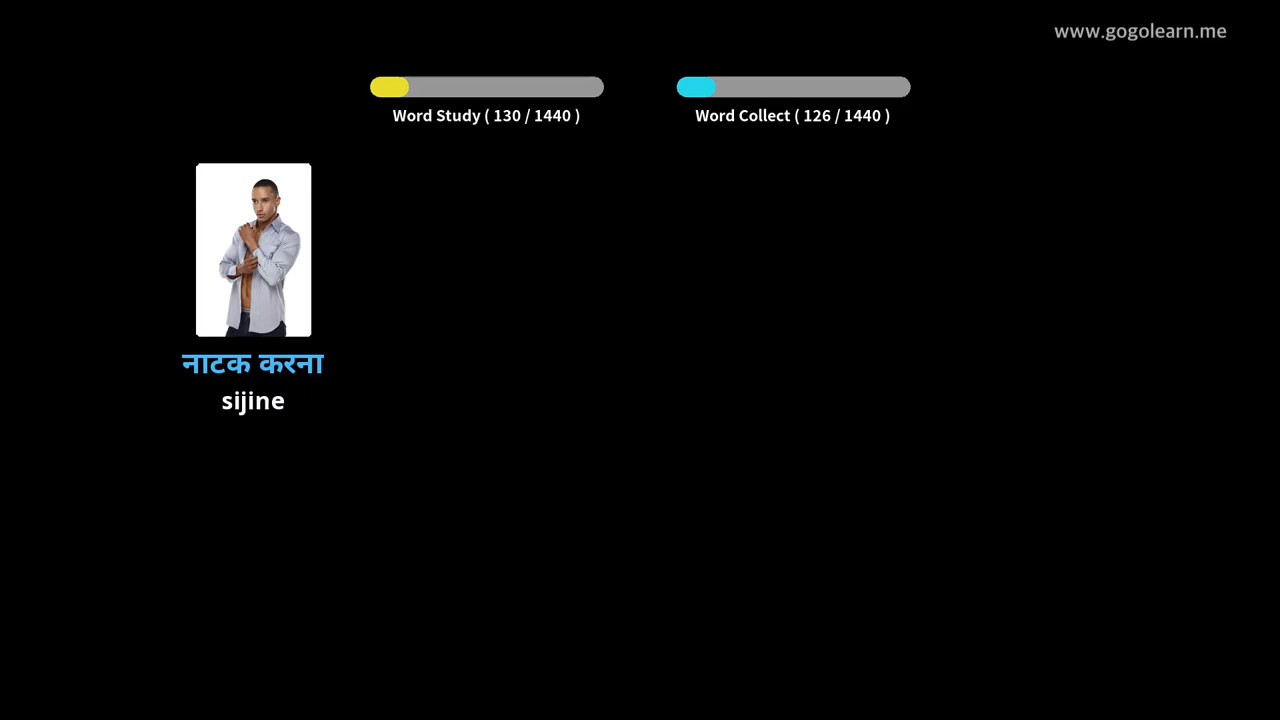 www.gogolearn.me
Word Study ( 130 / 1440 )
Word Collect ( 126 / 1440 )
नाटक करना
sijine